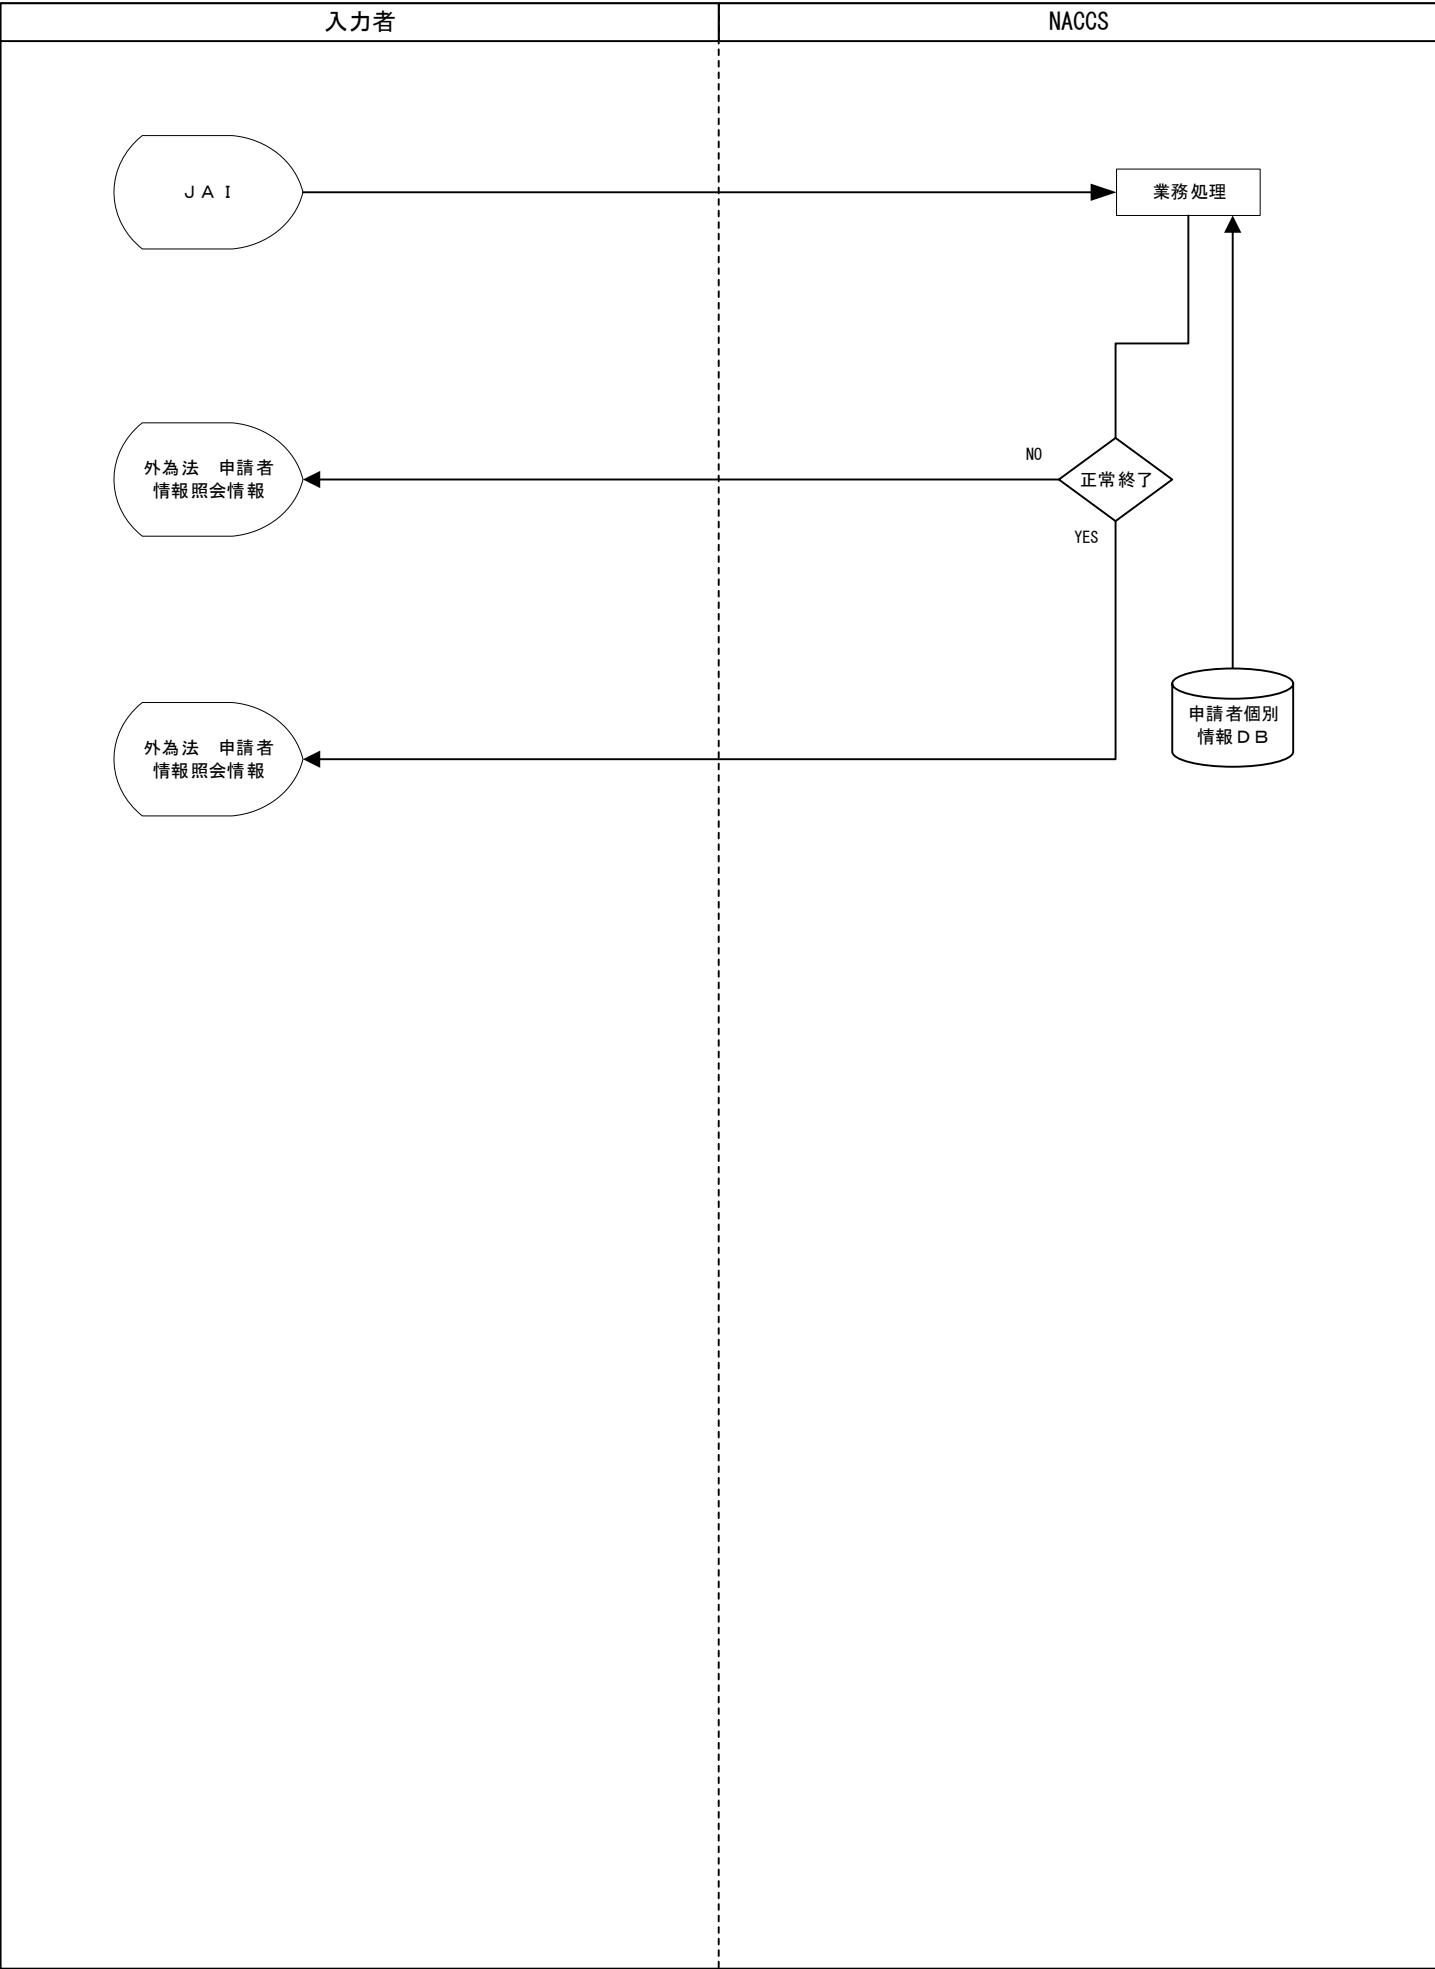 入力者
NACCS
ＪＡＩ
業務処理
外為法　申請者
情報照会情報
NO
正常終了
YES
外為法　申請者
情報照会情報
申請者個別
情報ＤＢ